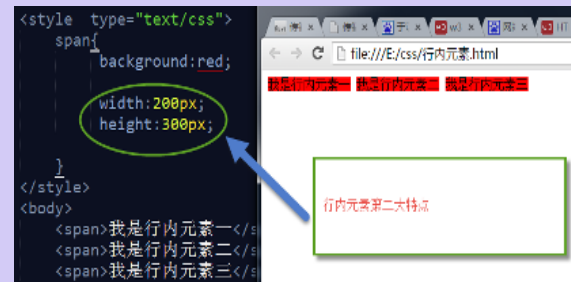 <style type="text/css">
span{
background:red;
width:200px;
height:300px;
}
</style>
<body>
<span>我是行内元素一</s
<span>我是行内元素二</s
<span>我是行内元素三</s
file:///E:/css/行内元素.html
我是行内元素一 我是行内元素二 我是行内元素三
行内元素第二大特点